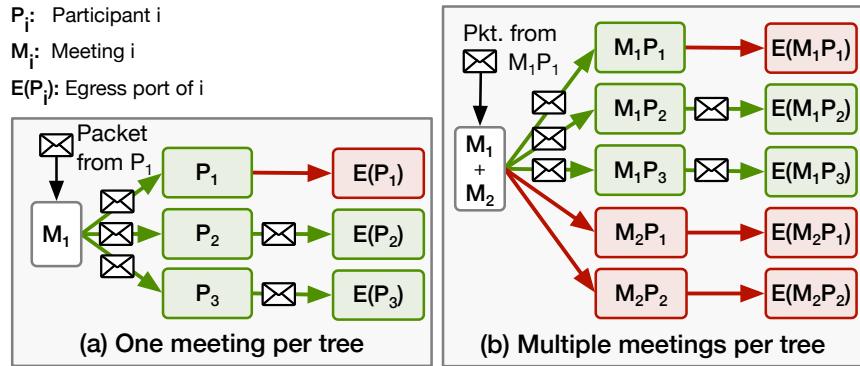 Pi: Participant i
Mi: Meeting i
E(Pi): Egress port of i
Packet
from P1
M1
P1
E(P1)
P2
E(P2)
P3
E(P3)
(a) One meeting per tree
Pkt. from
M1P1
M1
+
M2
M1P1
E(M1P1)
M1P2
E(M1P2)
M1P3
E(M1P3)
M2P1
E(M2P1)
M2P2
E(M2P2)
(b) Multiple meetings per tree